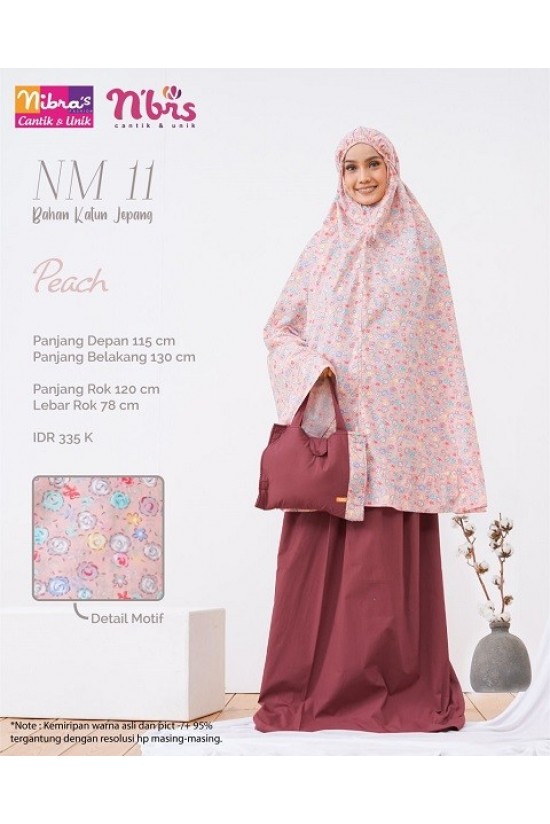 nibra's
FASHION
Cantik & Unik
n'brs
cantik & unik
NM 11
Bahan Katun Jepang
Peach
Panjang Depan 115 cm
Panjang Belakang 130 cm
Panjang Rok 120 cm
Lebar Rok 78 cm
IDR 335 K
Detail Motif
*Note : Kemiripan warna asli dan pict -/+ 95%
tergantung dengan resolusi hp masing-masing.